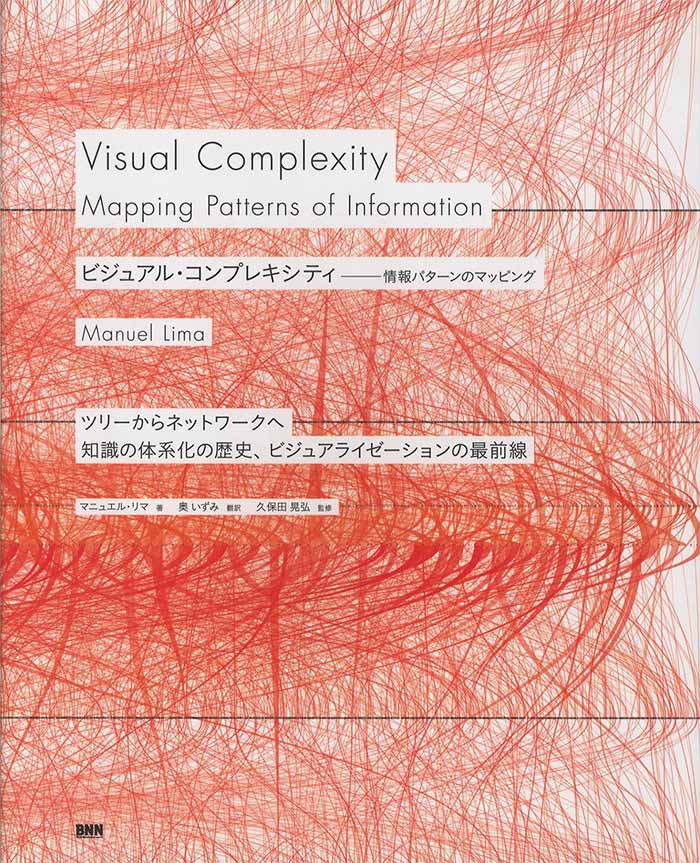 Visual Complexity
Mapping Patterns of Information
ビジュアル・コンプレキシティ ── 情報パターンのマッピング
Manuel Lima
ツリーからネットワークへ
知識の体系化の歴史、ビジュアライゼーションの最前線
マニュエル・リマ 著 奥 いずみ 翻訳 久保田 晃弘 監修
BNN